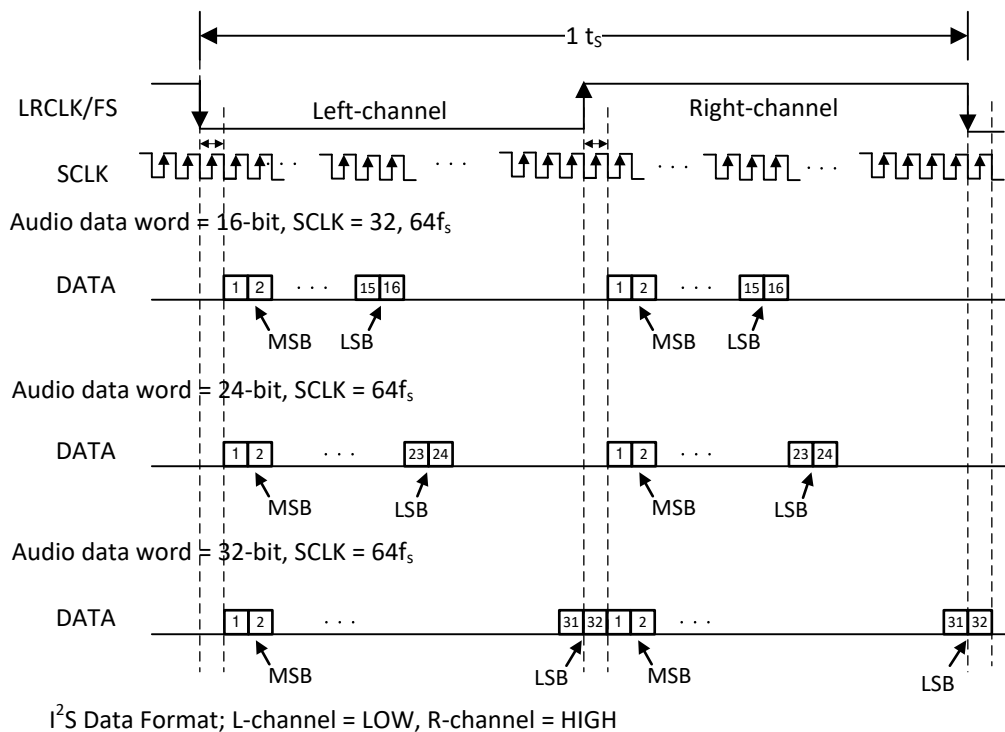 1 tS
LRCLK/FS
Left-channel
Right-channel
SCLK
. . .
. . .
. . .
. . .
Audio data word = 16-bit, SCLK = 32, 64fs
DATA
1 2 . . . 15 16 1 2 . . . 15 16
MSB LSB MSB LSB
Audio data word = 24-bit, SCLK = 64fs
DATA
1 2 . . . 23 24 1 2 . . . 23 24
MSB LSB MSB LSB
Audio data word = 32-bit, SCLK = 64fs
DATA
1 2 . . . 31 32 1 2 . . . 31 32
MSB LSB MSB LSB
I²S Data Format; L-channel = LOW, R-channel = HIGH